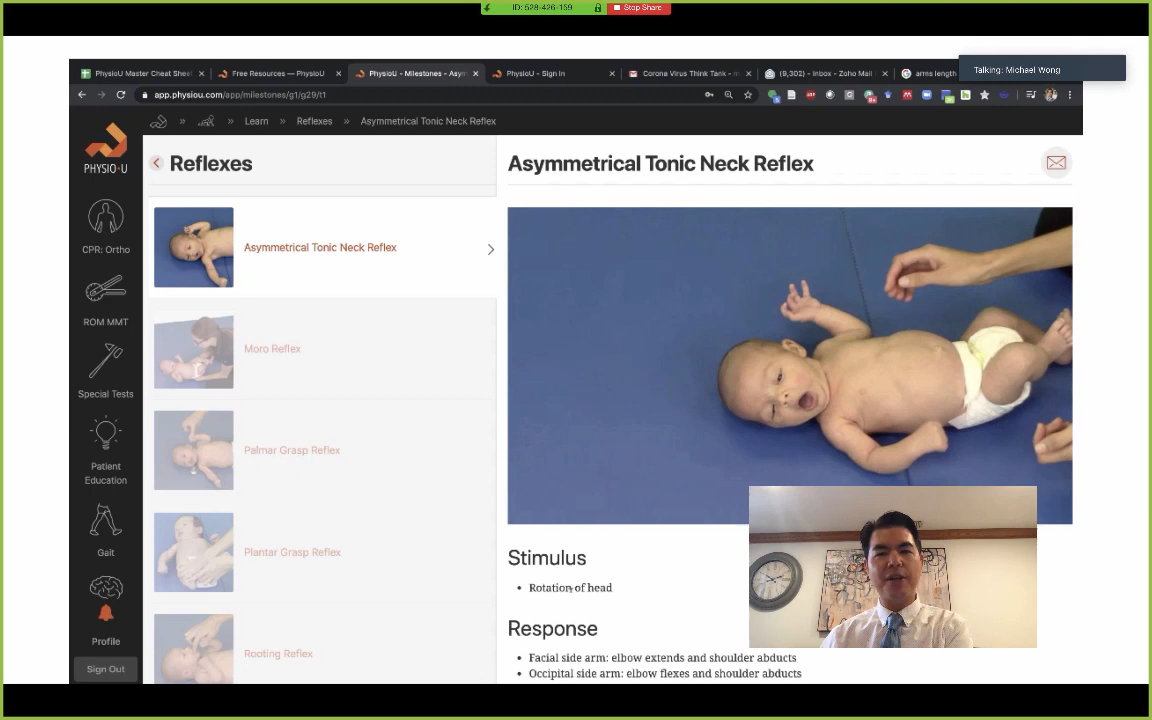 ID: 528-426-159
Stop Share
PhysioU Master Cheat Sheet
Free Resources — PhysioU
PhysioU - Milestones - Asym
PhysioU - Sign In
Corona Virus Think Tank - m
(9,302) - Inbox - Zoho Mail
arms length
Talking: Michael Wong
app.physiou.com/app/milestones/g1/g29/t1
» » Learn » Reflexes » Asymmetrical Tonic Neck Reflex
PHYSIO-U
CPR: Ortho
ROM MMT
Special Tests
Patient
Education
Gait
Profile
Sign Out
Reflexes
Asymmetrical Tonic Neck Reflex
Moro Reflex
Palmar Grasp Reflex
Plantar Grasp Reflex
Rooting Reflex
Asymmetrical Tonic Neck Reflex
Stimulus
• Rotation of head
Response
• Facial side arm: elbow extends and shoulder abducts
• Occipital side arm: elbow flexes and shoulder abducts